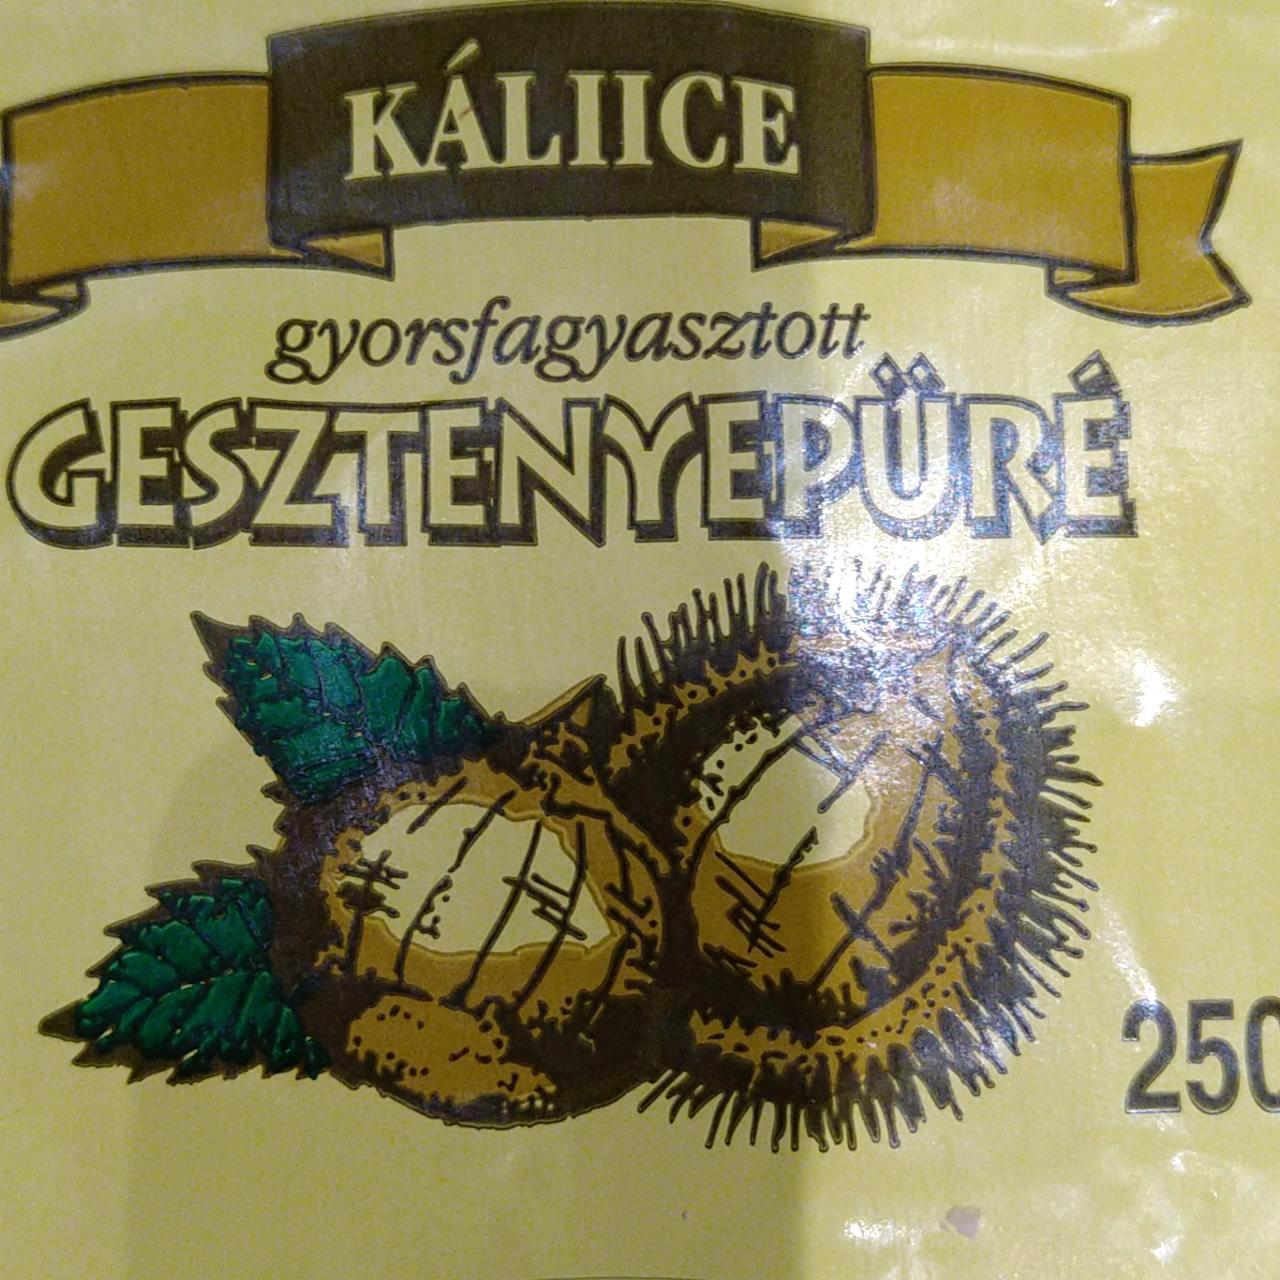 KÁLIICE
gyorsfagyasztott
GESZTENYEPÜRÉ
250